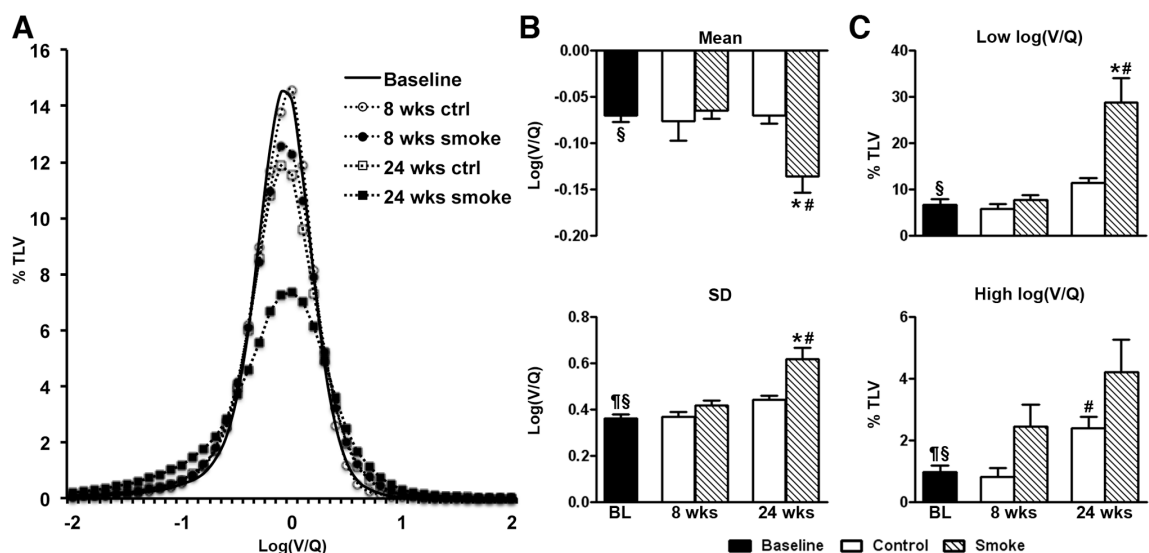 A
16
14
12
10
8
6
4
2
0
% TLV
-2
-1
0
1
2
Log(V/Q)
Baseline
8 wks ctrl
8 wks smoke
24 wks ctrl
24 wks smoke
B
Mean
0.00
-0.05
-0.10
-0.15
-0.20
Log(V/Q)
§
*#
SD
0.8
0.6
0.4
0.2
0.0
Log(V/Q)
¶§
*#
BL
8 wks
24 wks
C
Low log(V/Q)
40
30
20
10
0
% TLV
§
*#
High log(V/Q)
6
4
2
0
% TLV
¶§
#
BL
8 wks
24 wks
Baseline
Control
Smoke